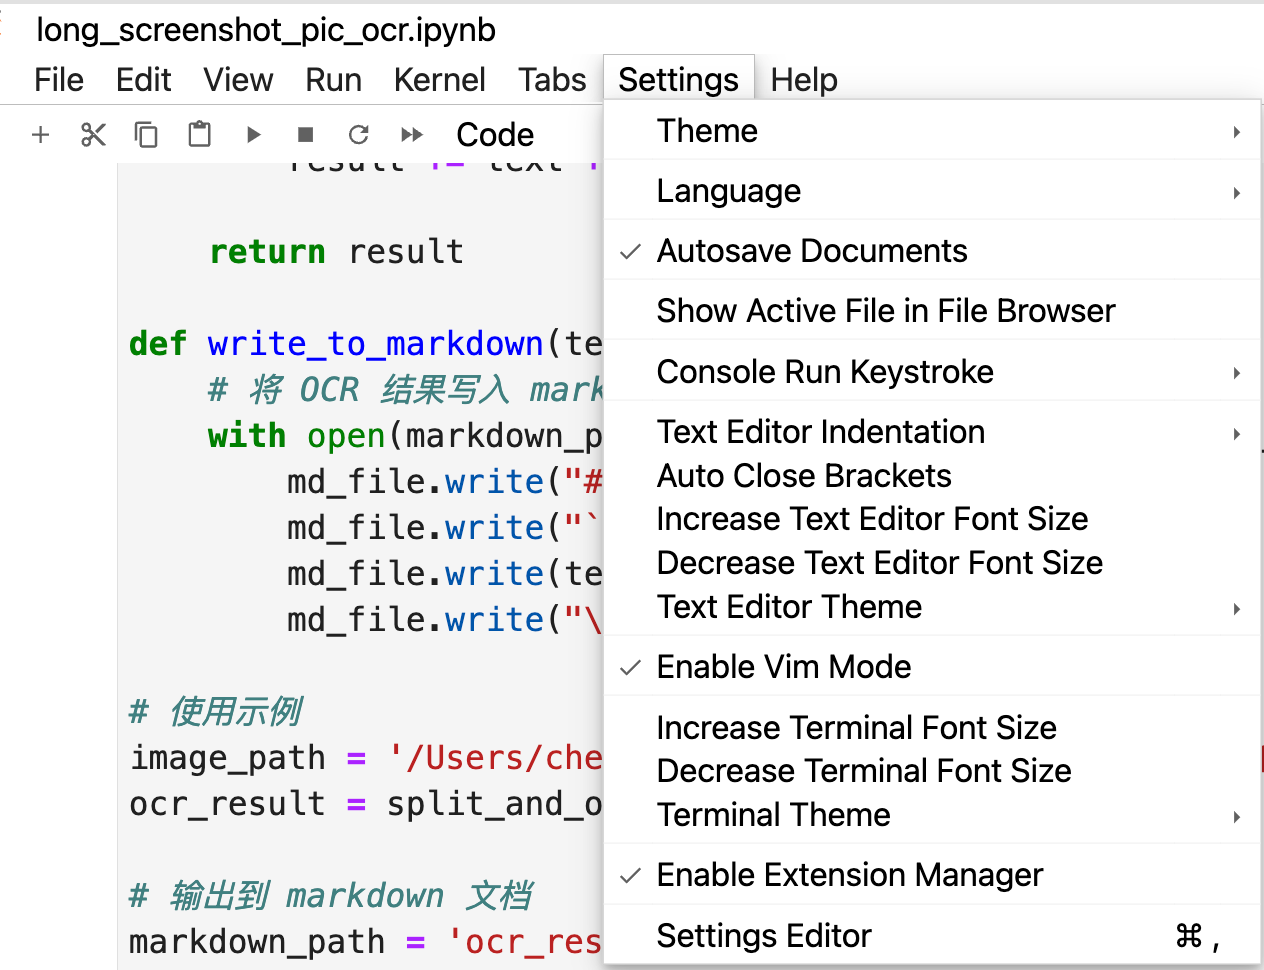 long_screenshot_pic_ocr.ipynb
File Edit View Run Kernel Tabs Settings Help
Code
Theme
Language
Autosave Documents
Show Active File in File Browser
Console Run Keystroke
Text Editor Indentation
Auto Close Brackets
Increase Text Editor Font Size
Decrease Text Editor Font Size
Text Editor Theme
Enable Vim Mode
Increase Terminal Font Size
Decrease Terminal Font Size
Terminal Theme
Enable Extension Manager
Settings Editor ⌘ ,
result += text
return result
def write_to_markdown(te
# 将 OCR 结果写入 mark
with open(markdown_p
md_file.write("#
md_file.write("`
md_file.write(te
md_file.write("\
# 使用示例
image_path = '/Users/che
ocr_result = split_and_o
# 输出到 markdown 文档
markdown_path = 'ocr_res